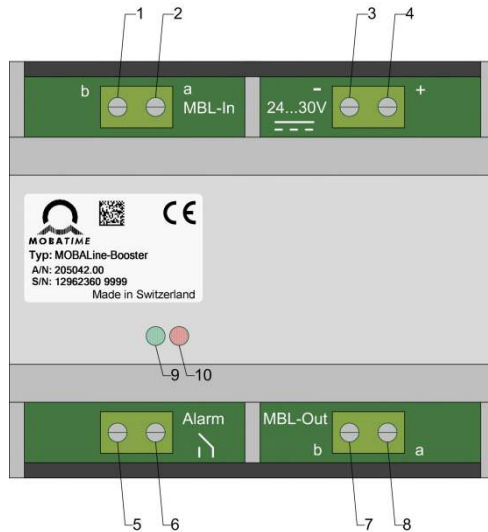 1 2 3 4
b a - +
MBL-In 24...30V
CE
MOBATIME
Typ: MOBALine-Booster
A/N: 205042.00
S/N: 12962360 9999
Made in Switzerland
9 10
Alarm MBL-Out
b a
5 6 7 8